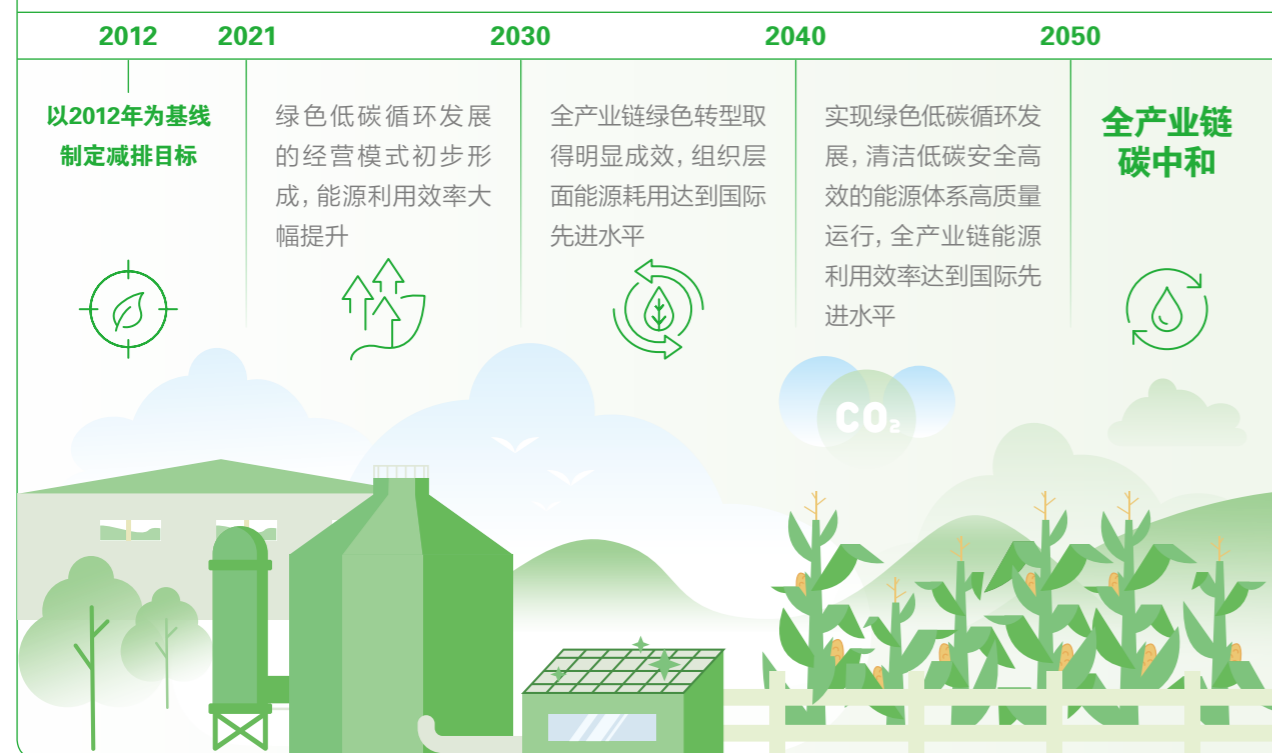 2012
2021
2030
2040
2050
以2012年为基线
制定减排目标
绿色低碳循环发展
的经营模式初步形
成,能源利用效率大
幅提升
全产业链绿色转型取
得明显成效,组织层
面能源耗用达到国际
先进水平
实现绿色低碳循环发
展,清洁低碳安全高
效的能源体系高质量
运行,全产业链能源
利用效率达到国际先
进水平
全产业链
碳中和
CO₂